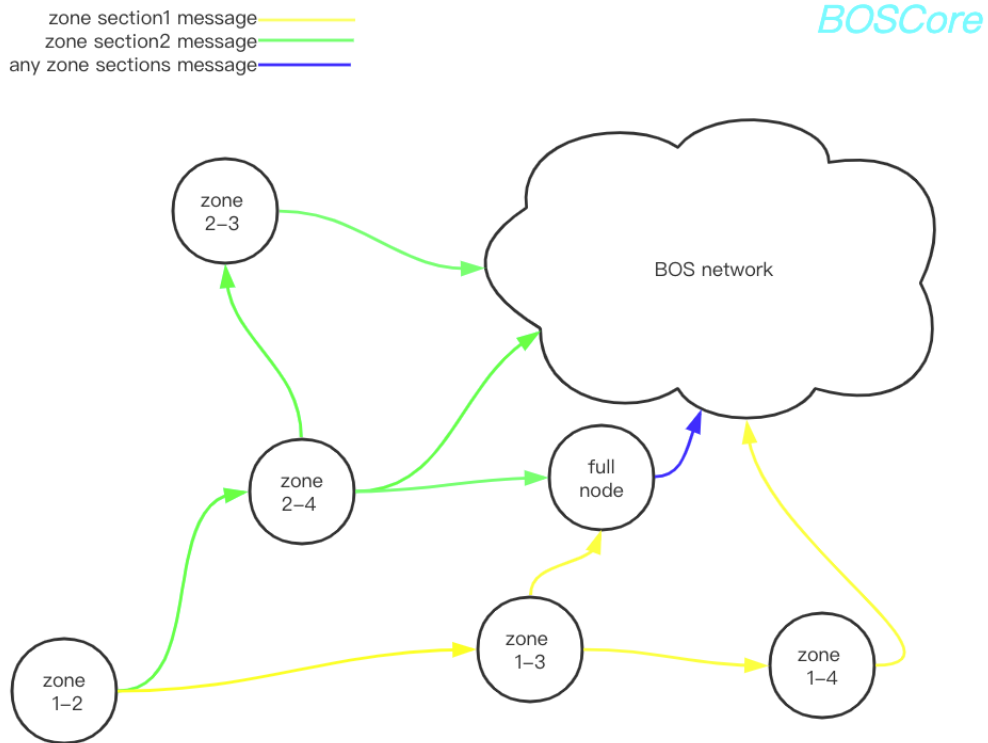 zone section1 message
zone section2 message
any zone sections message
BOSCore
zone
2-3
BOS network
zone
2-4
full
node
zone
1-3
zone
1-4
zone
1-2